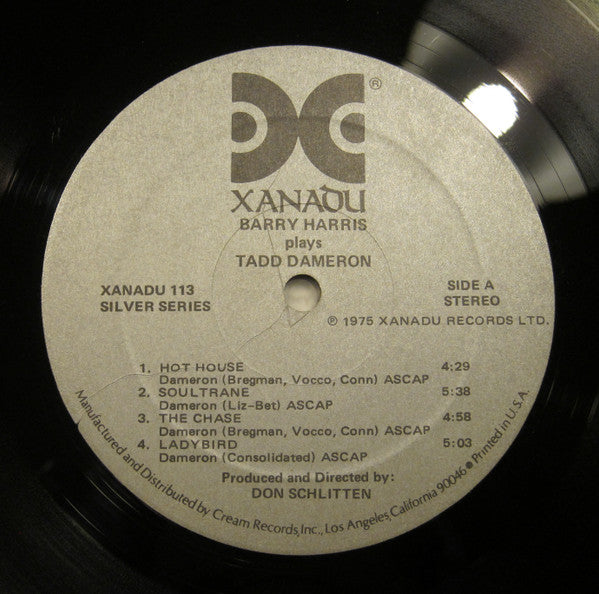 ®
XANADU
BARRY HARRIS
plays
TADD DAMERON
XANADU 113
SILVER SERIES
SIDE A
STEREO
℗ 1975 XANADU RECORDS LTD.
1. HOT HOUSE 4:29
Dameron (Bregman, Vocco, Conn) ASCAP
2. SOULTRANE 5:38
Dameron (Liz-Bet) ASCAP
3. THE CHASE 4:58
Dameron (Bregman, Vocco, Conn) ASCAP
4. LADYBIRD 5:03
Dameron (Consolidated) ASCAP
Produced and Directed by:
DON SCHLITTEN
Manufactured and Distributed by Cream Records, Inc., Los Angeles, California 90046 ● Printed in U.S.A.